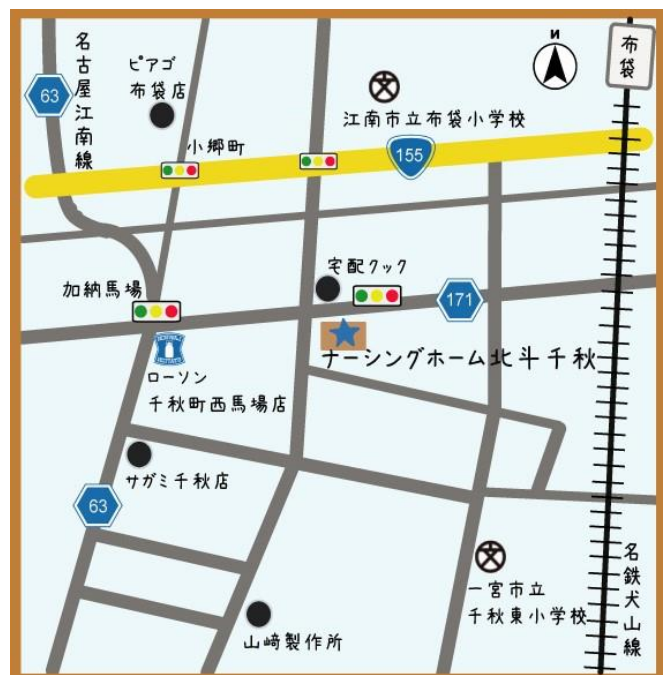 布袋
И
名古屋江南線
63
ピアゴ
布袋店
江南市立布袋小学校
小郷町
155
宅配クック
171
加納馬場
ナーシングホーム北斗千秋
ローソン
千秋町西馬場店
サガミ千秋店
63
一宮市立
千秋東小学校
名鉄犬山線
山﨑製作所